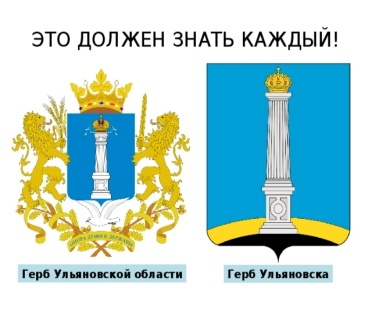 ЭТО ДОЛЖЕН ЗНАТЬ КАЖДЫЙ!
Герб Ульяновской области
Герб Ульяновска